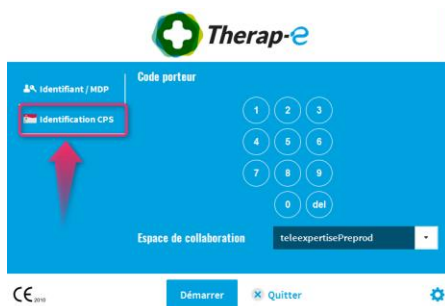 Therap-e
Identifiant / MDP
Identification CPS
Code porteur
1 2 3
4 5 6
7 8 9
0 del
Espace de collaboration
teleexpertisePreprod
CE 2010
Démarrer
Quitter